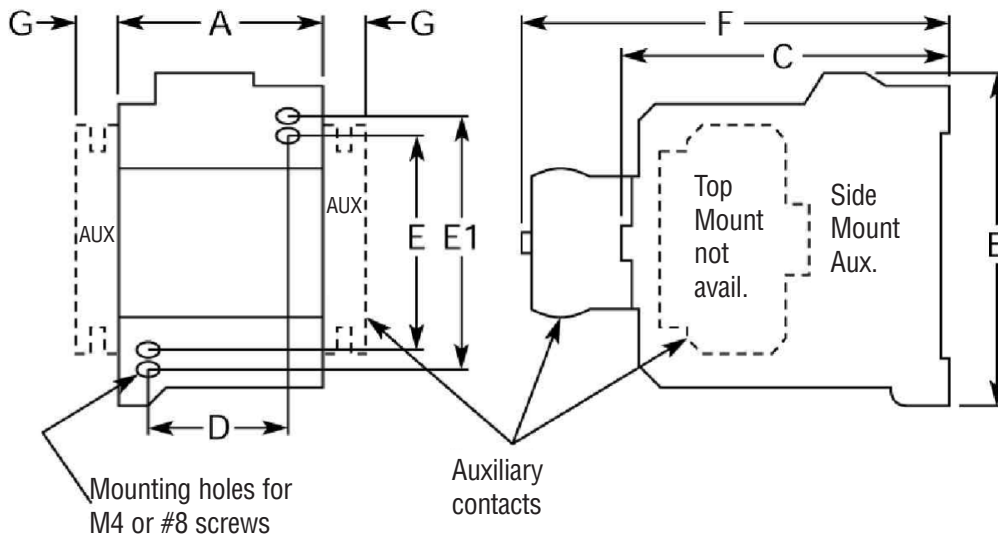 G
A
G
F
C
AUX
AUX
E
E1
D
Top
Mount
not
avail.
Side
Mount
Aux.
B
Mounting holes for
M4 or #8 screws
Auxiliary
contacts